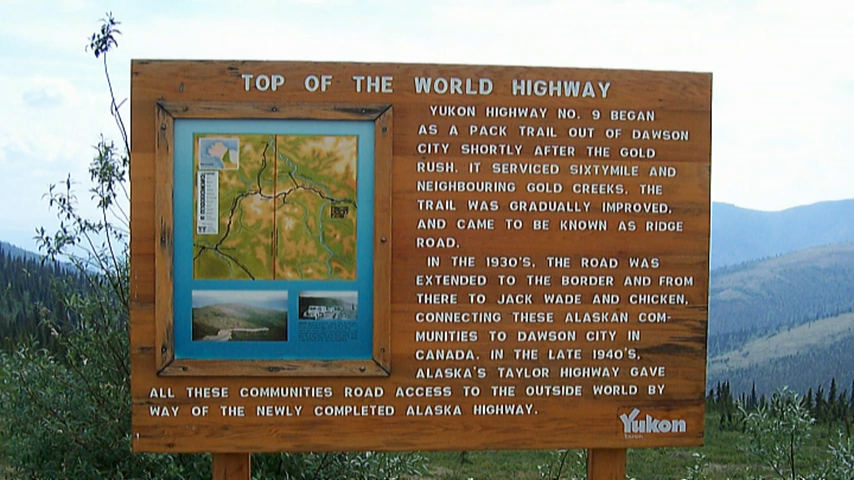 TOP OF THE WORLD HIGHWAY
YUKON HIGHWAY NO. 9 BEGAN
AS A PACK TRAIL OUT OF DAWSON
CITY SHORTLY AFTER THE GOLD
RUSH. IT SERVICED SIXTYMILE AND
NEIGHBOURING GOLD CREEKS. THE
TRAIL WAS GRADUALLY IMPROVED,
AND CAME TO BE KNOWN AS RIDGE
ROAD.
IN THE 1930'S, THE ROAD WAS
EXTENDED TO THE BORDER AND FROM
THERE TO JACK WADE AND CHICKEN,
CONNECTING THESE ALASKAN COM-
MUNITIES TO DAWSON CITY IN
CANADA. IN THE LATE 1940'S,
ALASKA'S TAYLOR HIGHWAY GAVE
ALL THESE COMMUNITIES ROAD ACCESS TO THE OUTSIDE WORLD BY
WAY OF THE NEWLY COMPLETED ALASKA HIGHWAY.
Yukon